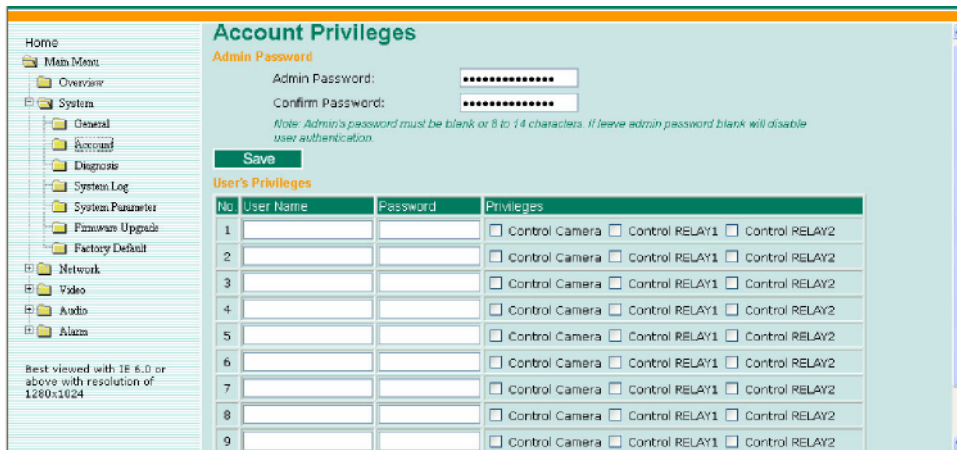 Home
Main Menu
Overview
System
General
Account
Diagnosis
System Log
System Parameter
Firmware Upgrade
Factory Default
Network
Video
Audio
Alarm
Best viewed with IE 6.0 or
above with resolution of
1280x1024
Account Privileges
Admin Password
Admin Password: ••••••••••••••
Confirm Password: ••••••••••••••
Note: Admin's password must be blank or 8 to 14 characters. If leave admin password blank will disable
user authentication.
Save
User's Privileges
No. User Name Password Privileges
1 Control Camera Control RELAY1 Control RELAY2
2 Control Camera Control RELAY1 Control RELAY2
3 Control Camera Control RELAY1 Control RELAY2
4 Control Camera Control RELAY1 Control RELAY2
5 Control Camera Control RELAY1 Control RELAY2
6 Control Camera Control RELAY1 Control RELAY2
7 Control Camera Control RELAY1 Control RELAY2
8 Control Camera Control RELAY1 Control RELAY2
9 Control Camera Control RELAY1 Control RELAY2